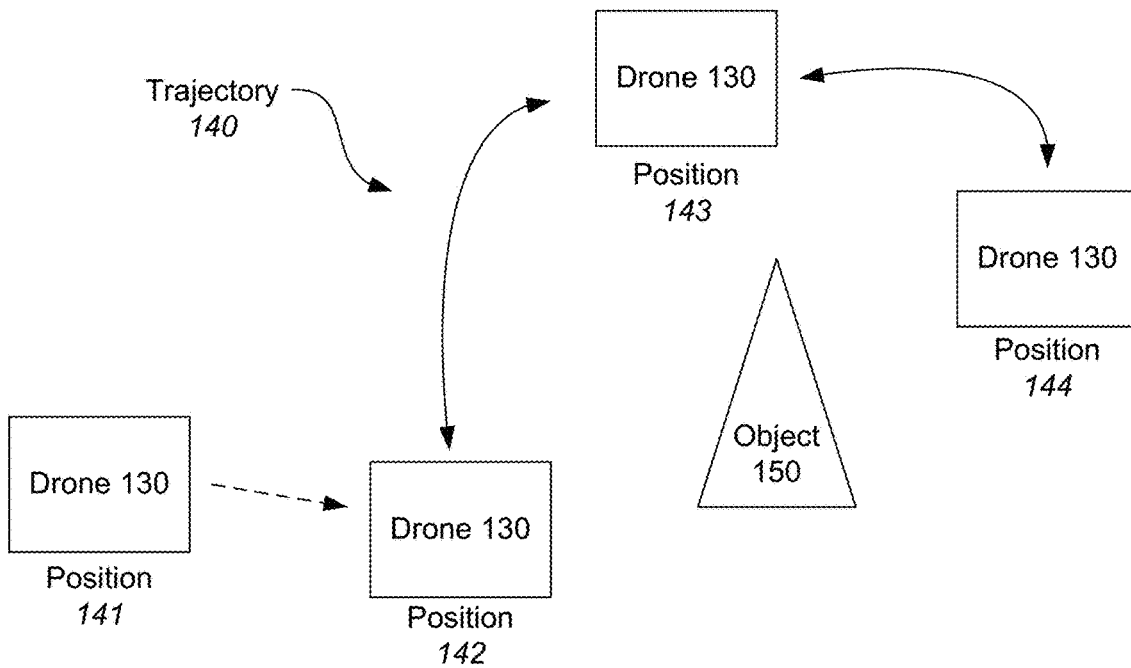 Drone 130
Position
143
Trajectory
140
Drone 130
Position
144
Object
150
Drone 130
Position
141
Drone 130
Position
142